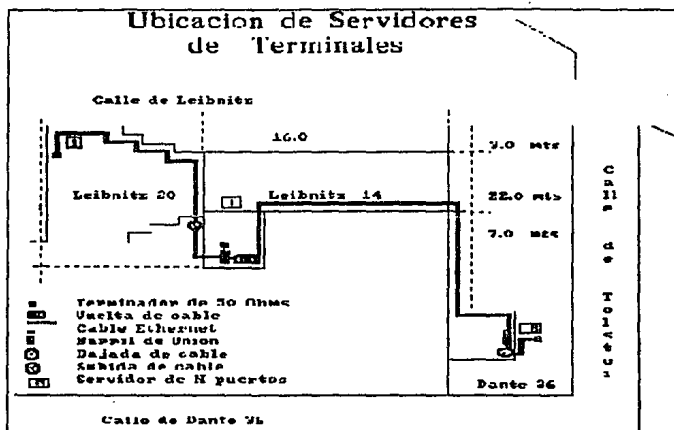 Ubicacion de Servidores
de Terminales
Calle de Leibnitz
16.0
mts
Leibnitz 20
Leibnitz 14
22.0 mts
7.0 mts
Calle de Tolstoi
Terminador de 50 Ohms
Vuelta de cable
Cable Ethernet
Barril de Union
Bajada de cable
Subida de cable
Servidor de N puertos
Dante 36
Calle de Dante